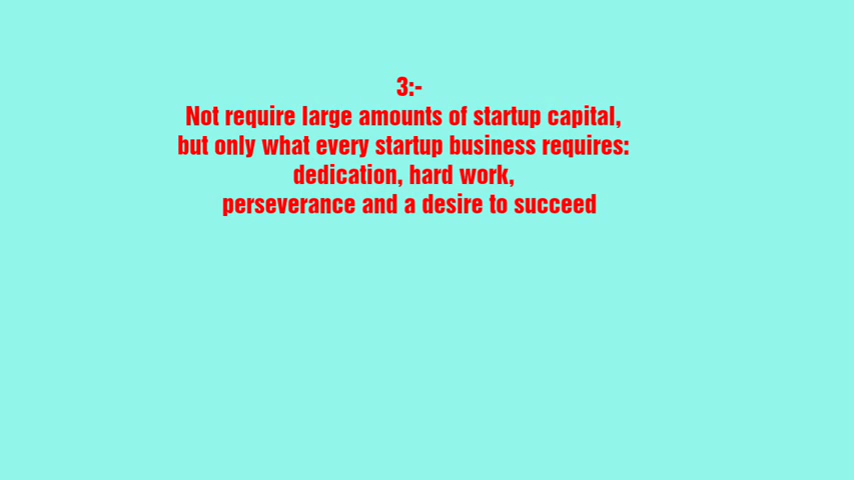 3:-
Not require large amounts of startup capital,
but only what every startup business requires:
dedication, hard work,
perseverance and a desire to succeed